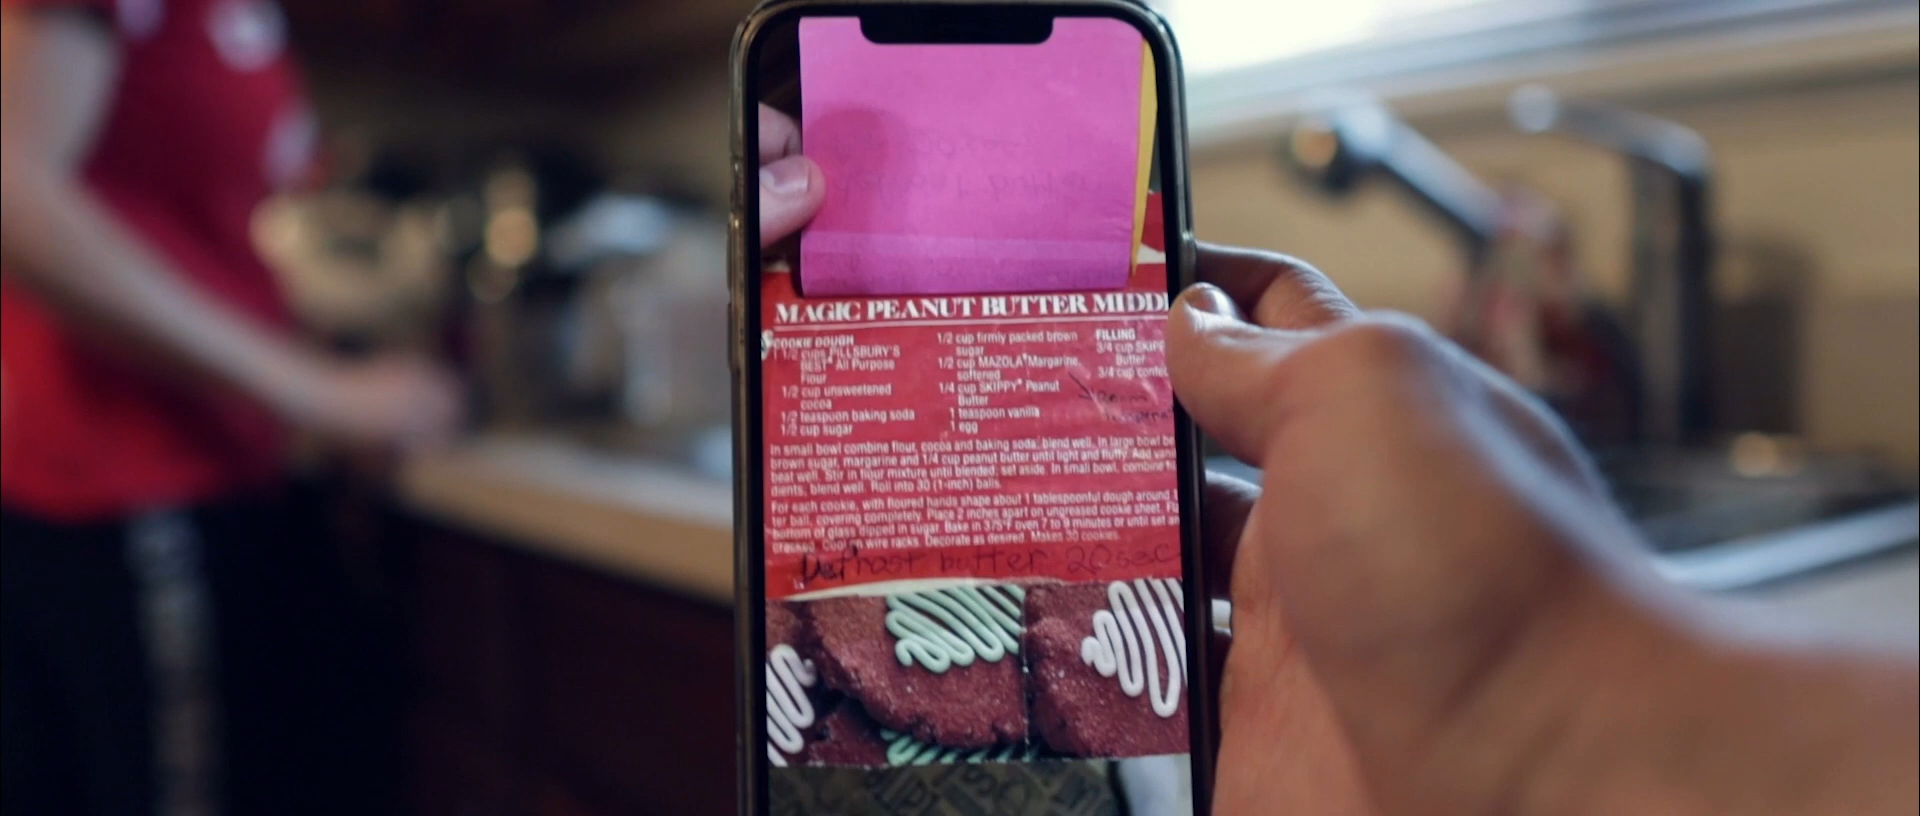 MAGIC PEANUT BUTTER MIDD
COOKIE DOUGH
1 1/2 cups PILLSBURY'S
BEST® All Purpose
Flour
1/2 cup unsweetened
cocoa
1/2 teaspoon baking soda
1/2 cup sugar
1/2 cup firmly packed brown
sugar
1/2 cup MAZOLA® Margarine,
softened
1/4 cup SKIPPY® Peanut
Butter
1 teaspoon vanilla
1 egg
FILLING
3/4 cup SKIPP
Butter
3/4 cup confec
room
In small bowl combine flour, cocoa and baking soda; blend well. In large bowl be
brown sugar, margarine and 1/4 cup peanut butter until light and fluffy. Add vani
beat well. Stir in flour mixture until blended; set aside. In small bowl, combine fi
dients, blend well. Roll into 30 (1-inch) balls.
For each cookie, with floured hands shape about 1 tablespoonful dough around 1
ter ball, covering completely. Place 2 inches apart on ungreased cookie sheet. Fl
bottom of glass dipped in sugar. Bake in 375°F oven 7 to 9 minutes or until set an
cracked. Cool on wire racks. Decorate as desired. Makes 30 cookies.
Defrost butter 20sec